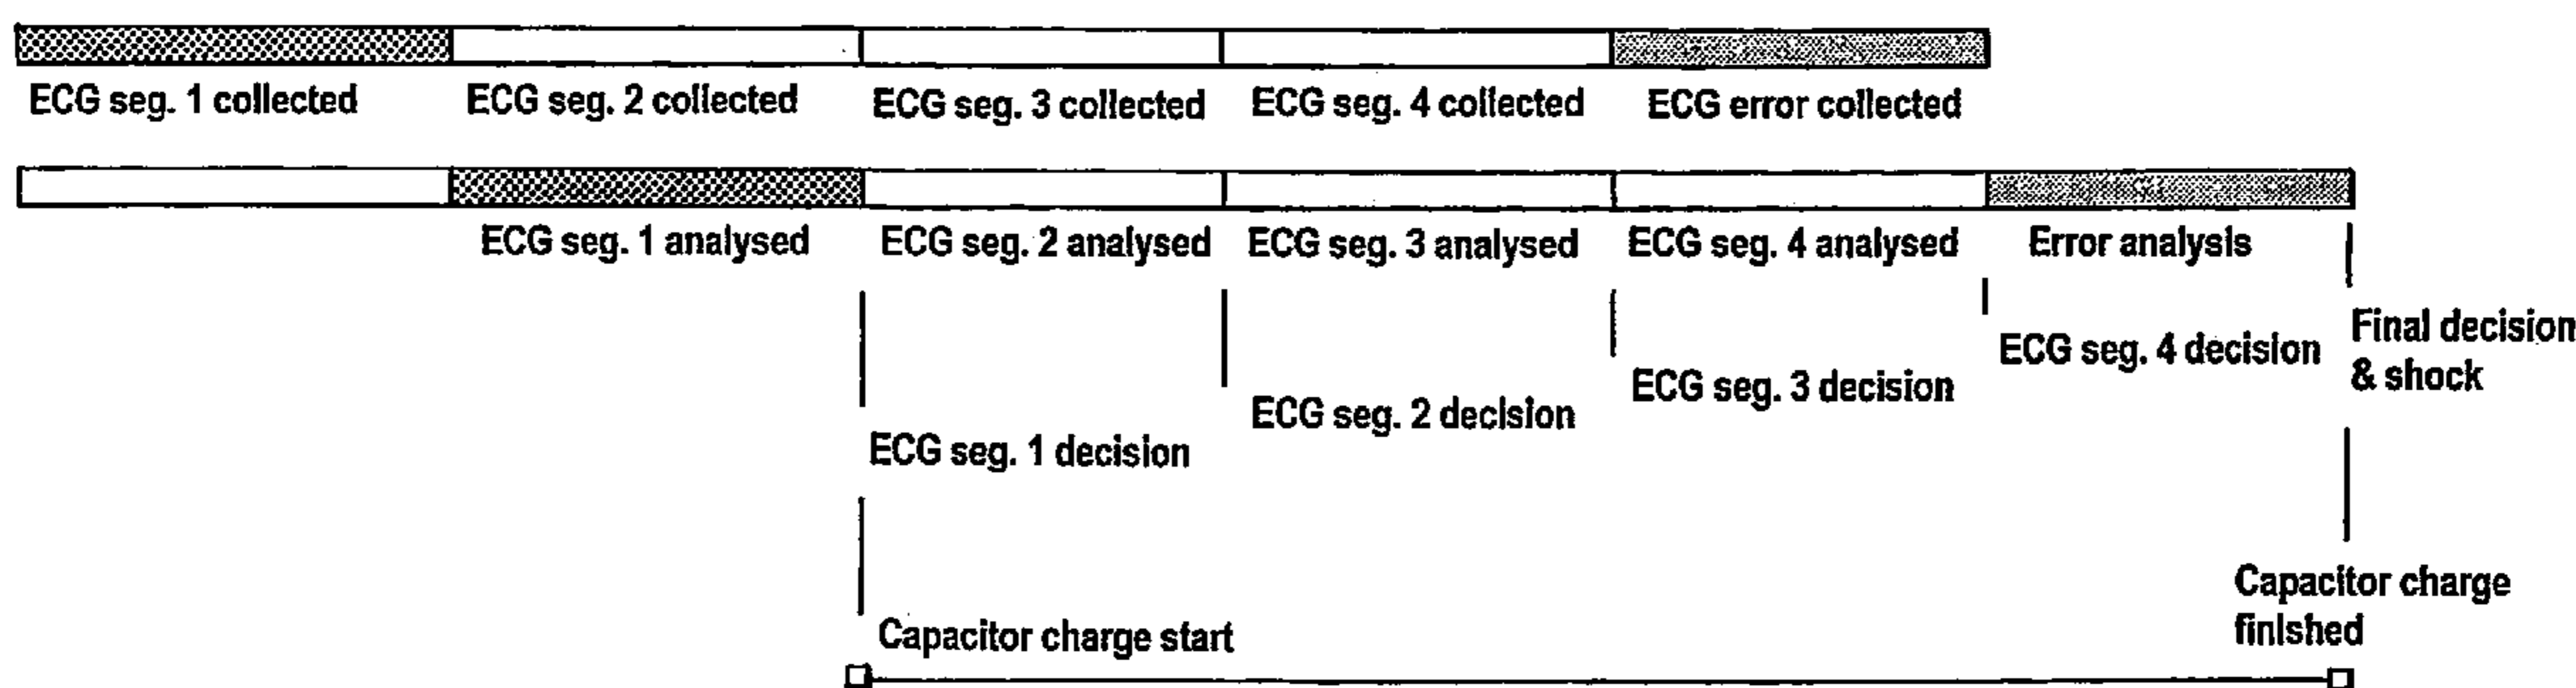 ECG seg. 1 collected
ECG seg. 2 collected
ECG seg. 3 collected
ECG seg. 4 collected
ECG error collected
ECG seg. 1 analysed
ECG seg. 2 analysed
ECG seg. 3 analysed
ECG seg. 4 analysed
Error analysis
Final decision
& shock
ECG seg. 4 decision
ECG seg. 3 decision
ECG seg. 2 decision
ECG seg. 1 decision
Capacitor charge
finished
Capacitor charge start